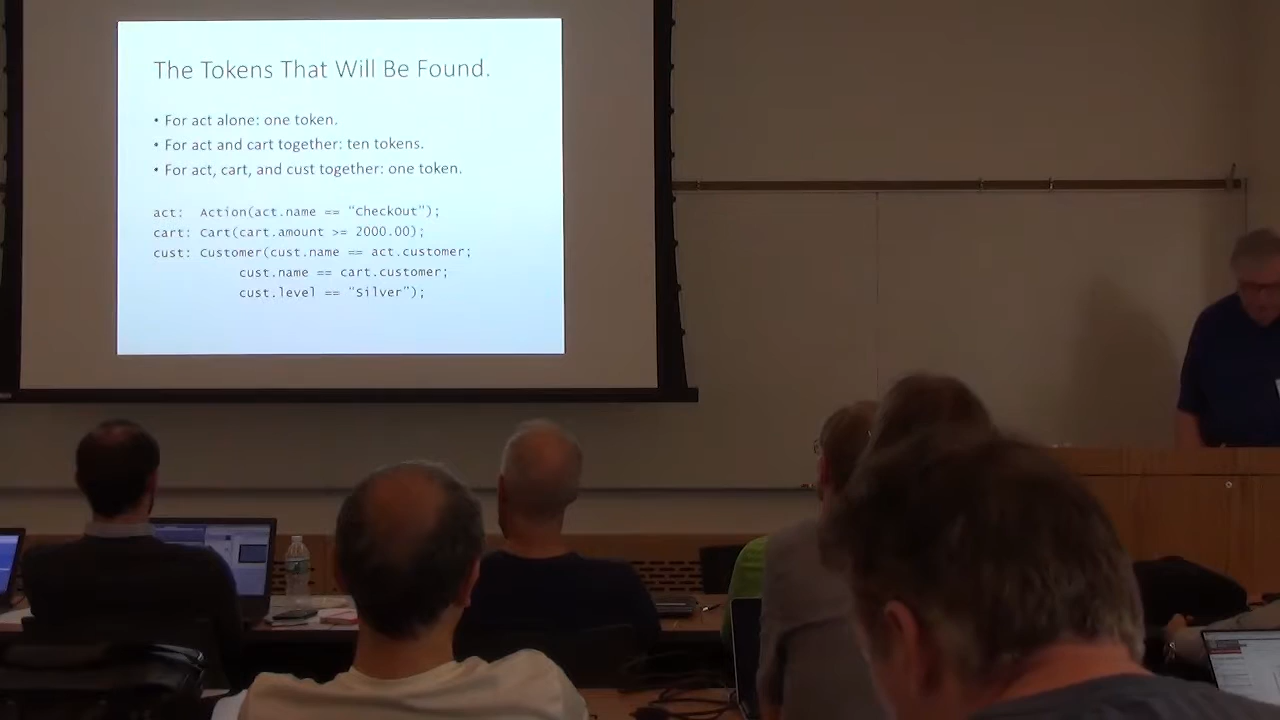 The Tokens That Will Be Found.
• For act alone: one token.
• For act and cart together: ten tokens.
• For act, cart, and cust together: one token.
act: Action(act.name == “CheckOut”);
cart: Cart(cart.amount >= 2000.00);
cust: Customer(cust.name == act.customer;
cust.name == cart.customer;
cust.level == “Silver”);